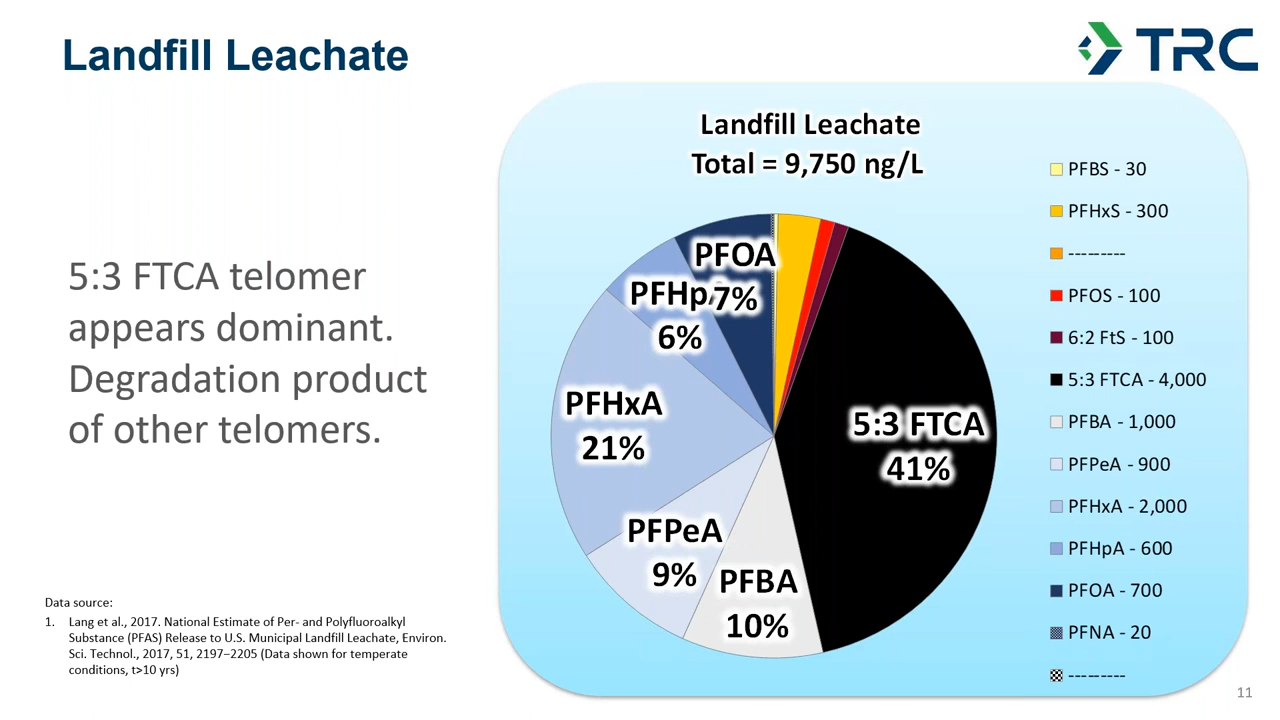 Landfill Leachate
TRC
5:3 FTCA telomer
appears dominant.
Degradation product
of other telomers.
Data source:
1. Lang et al., 2017. National Estimate of Per- and Polyfluoroalkyl
Substance (PFAS) Release to U.S. Municipal Landfill Leachate, Environ.
Sci. Technol., 2017, 51, 2197−2205 (Data shown for temperate
conditions, t>10 yrs)
Landfill Leachate
Total = 9,750 ng/L
PFOA
7%
PFHp
6%
PFHxA
21%
PFPeA
9%
PFBA
10%
5:3 FTCA
41%
PFBS - 30
PFHxS - 300
---------
PFOS - 100
6:2 FtS - 100
5:3 FTCA - 4,000
PFBA - 1,000
PFPeA - 900
PFHxA - 2,000
PFHpA - 600
PFOA - 700
PFNA - 20
---------
11